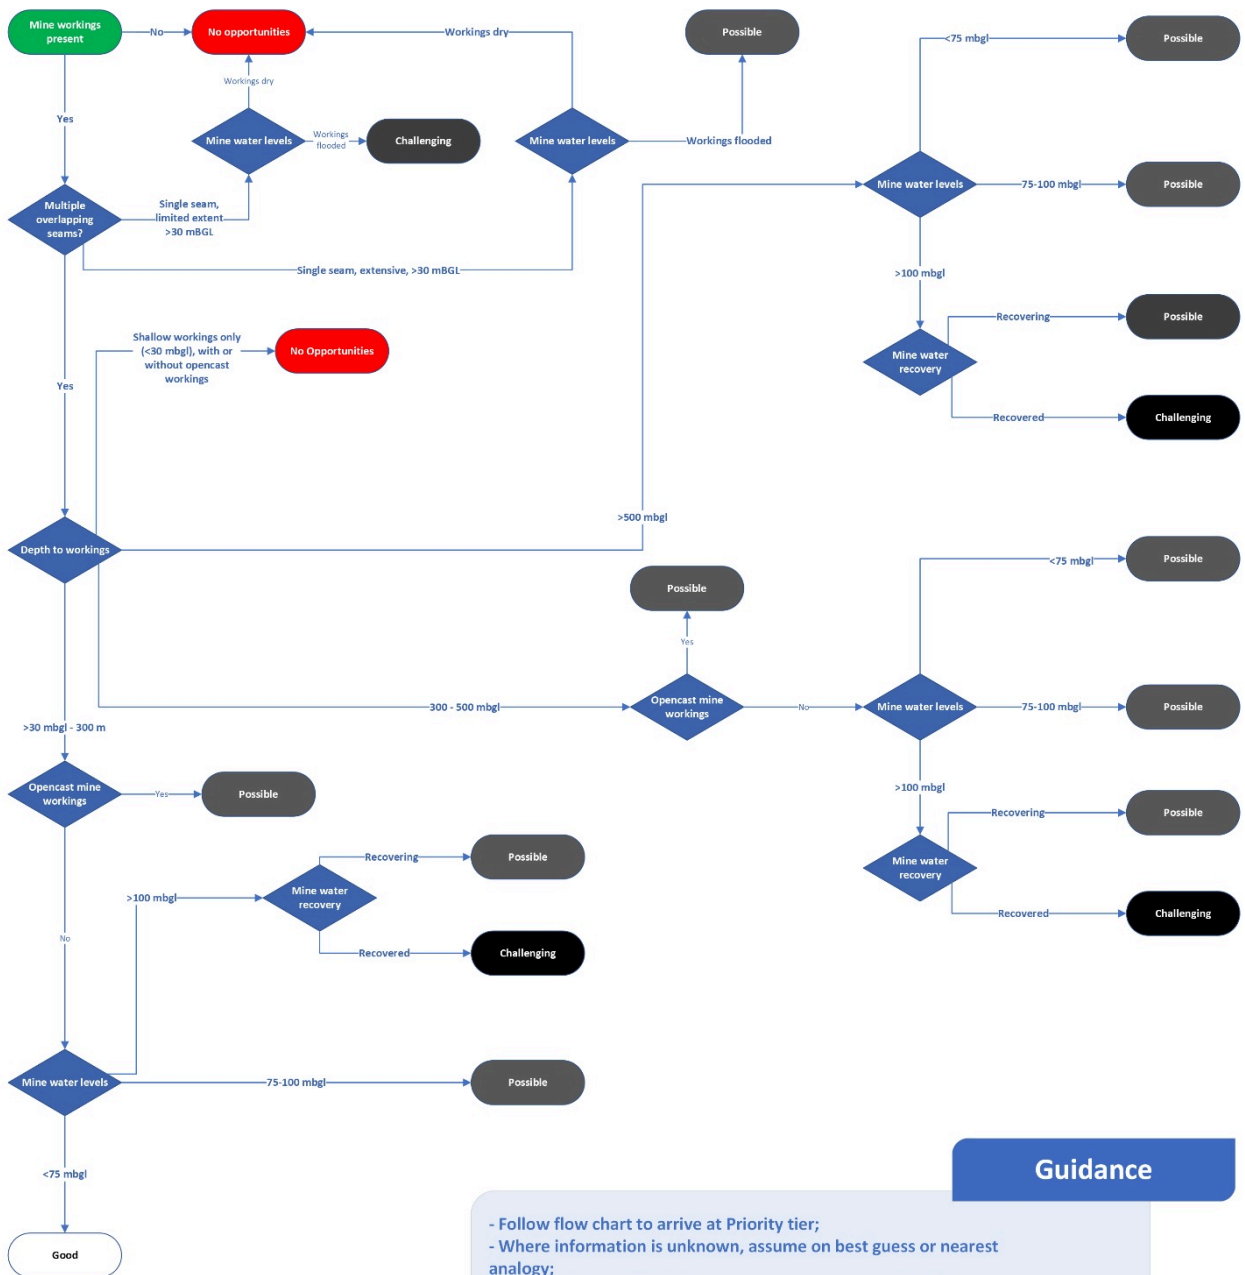 Mine workings
present
No
No opportunities
Workings dry
Possible
<75 mbgl
Possible
Workings dry
Yes
Mine water levels
Workings
flooded
Challenging
Mine water levels
Workings flooded
Multiple
overlapping
seams?
Single seam,
limited extent
>30 mBGL
Mine water levels
75-100 mbgl
Possible
Single seam, extensive, >30 mBGL
>100 mbgl
Shallow workings only
(<30 mbgl), with or
without opencast
workings
No Opportunities
Recovering
Possible
Mine water
recovery
Yes
Recovered
Challenging
>500 mbgl
Depth to workings
<75 mbgl
Possible
Possible
Yes
300 - 500 mbgl
Opencast mine
workings
No
Mine water levels
75-100 mbgl
Possible
>30 mbgl - 300 m
>100 mbgl
Opencast mine
workings
Yes
Possible
Recovering
Possible
Mine water
recovery
Recovered
Challenging
Recovering
Possible
>100 mbgl
Mine water
recovery
No
Recovered
Challenging
Mine water levels
75-100 mbgl
Possible
<75 mbgl
Good
Guidance
- Follow flow chart to arrive at Priority tier;
- Where information is unknown, assume on best guess or nearest
analogy;